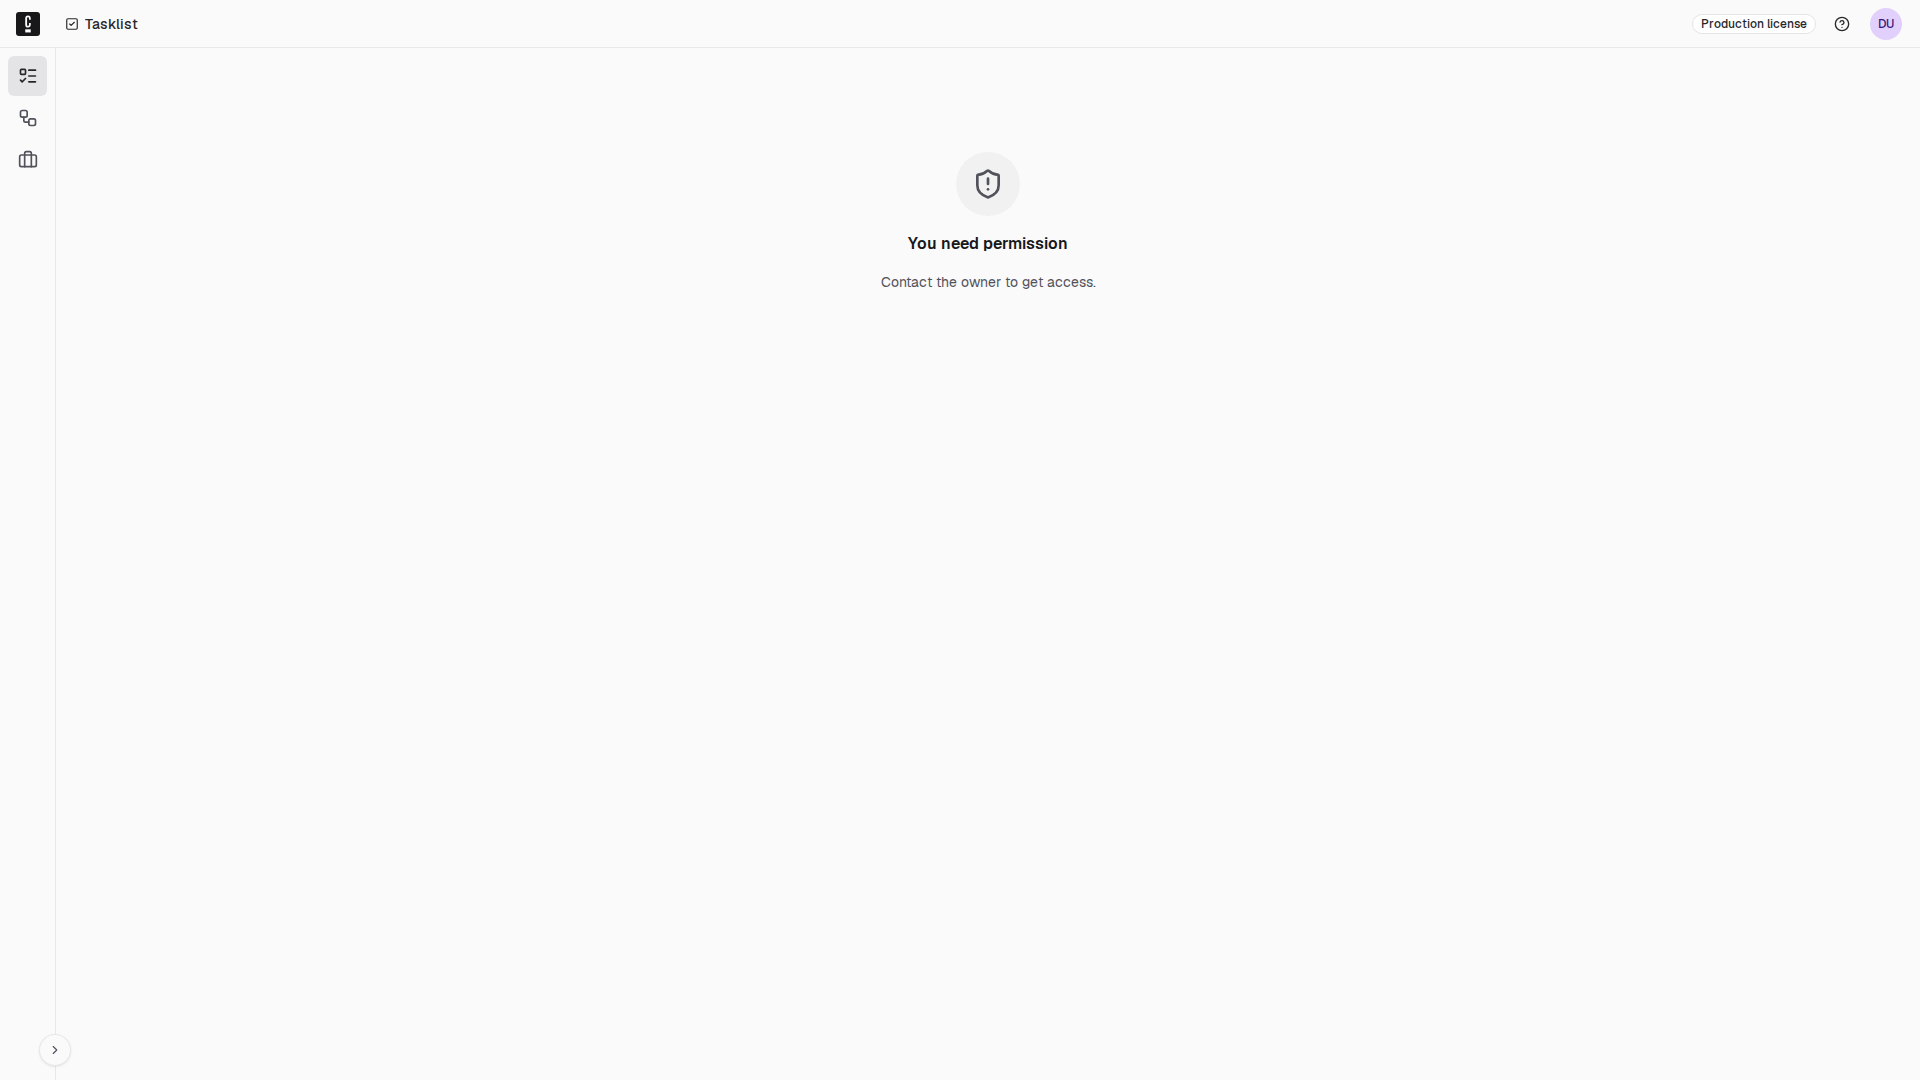 Tasklist
Production license
DU
You need permission
Contact the owner to get access.